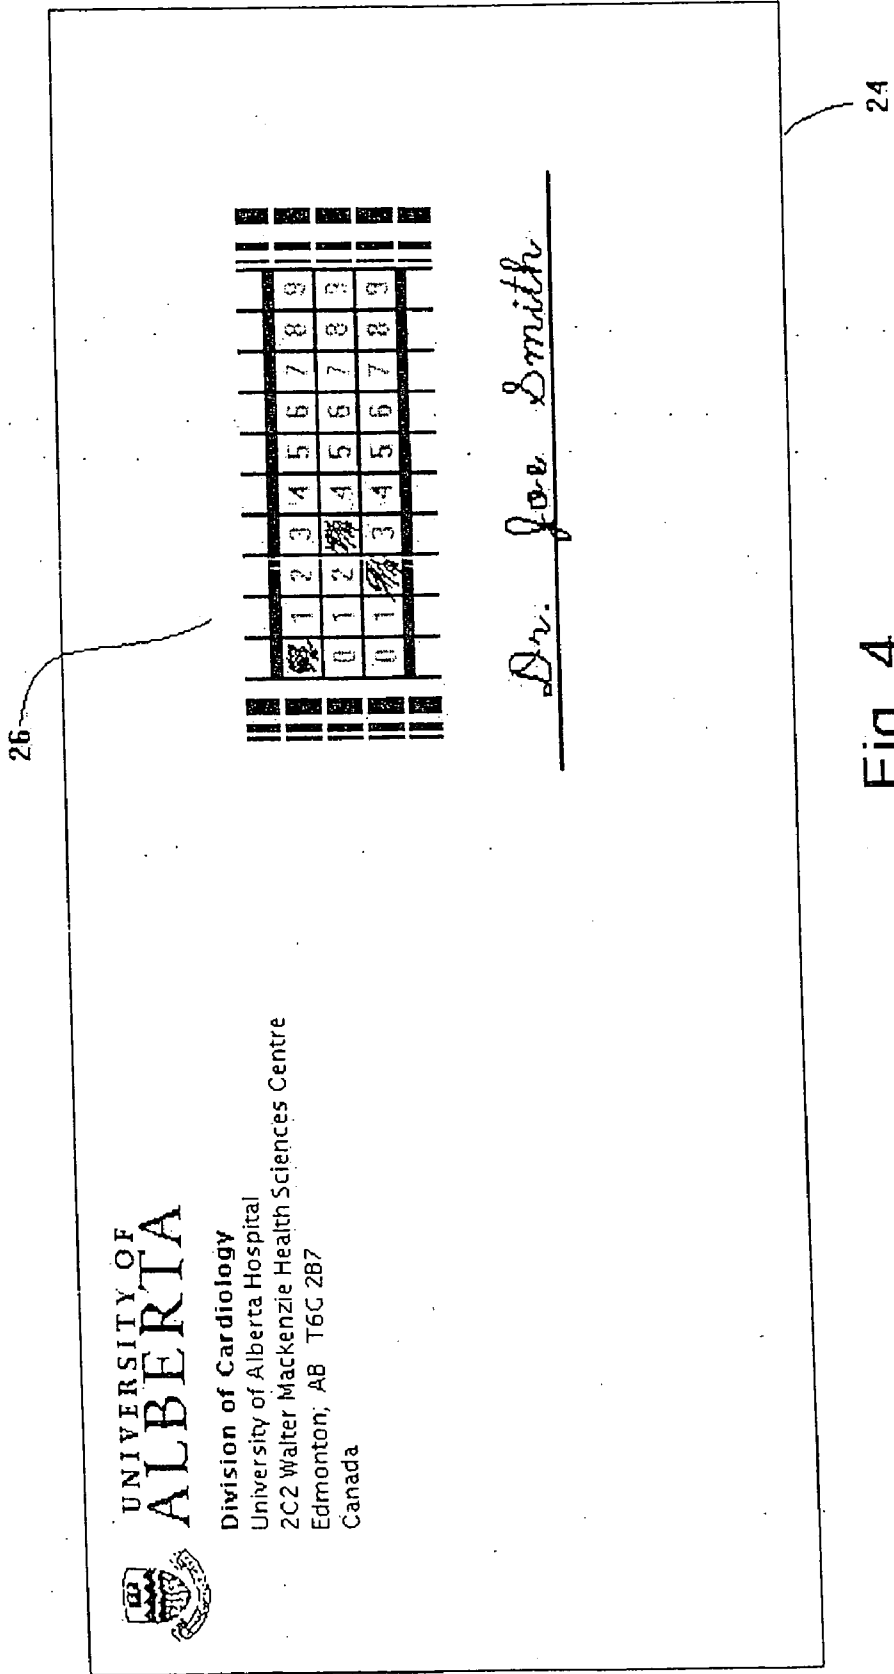 UNIVERSITY OF
ALBERTA
Division of Cardiology
University of Alberta Hospital
2C2 Walter Mackenzie Health Sciences Centre
Edmonton, AB T6G 2B7
Canada
26
1 2 3 4 5 6 7 8 9
0 1 2 4 5 6 7 8 9
0 1 3 4 5 6 7 8 9
Dr. Joe Smith
24
Fig. 4